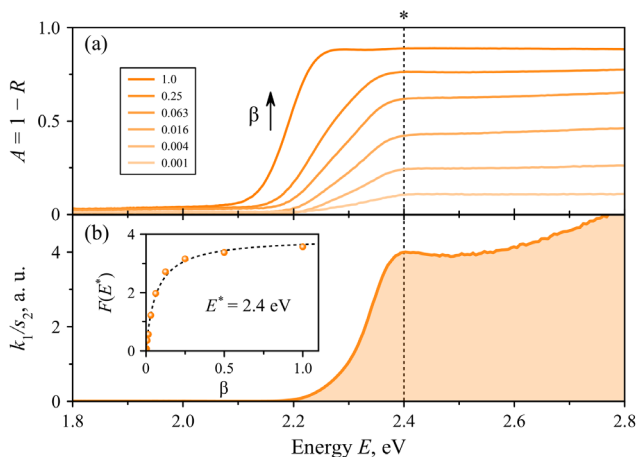 *
(a)
1.0
0.5
0
A = 1 − R
1.0
0.25
0.063
0.016
0.004
0.001
β
(b)
4
2
0
k₁/s₂, a. u.
4
2
0
F(E*)
E* = 2.4 eV
0 0.5 1.0
β
1.8 2.0 2.2 2.4 2.6 2.8
Energy E, eV